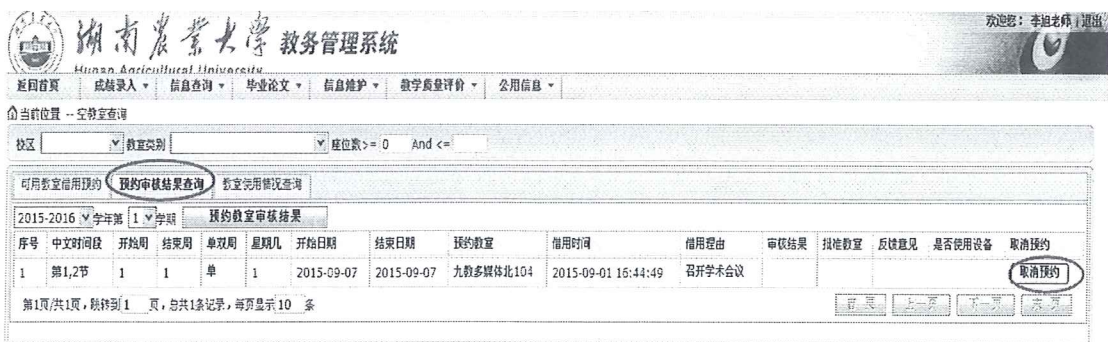 湖南农业大学 教务管理系统
Hunan Agricultural University
欢迎您：李旭老师 | 退出
返回首页 成绩录入 信息查询 毕业论文 信息维护 教学质量评价 公用信息
当前位置 -- 空教室查询
校区 教室类别 座位数>= 0 And <=
可用教室借用预约 预约审核结果查询 教室使用情况查询
2015-2016 学年第 1 学期 预约教室审核结果
序号 中文时间段 开始周 结束周 单双周 星期几 开始日期 结束日期 预约教室 借用时间 借用理由 审核结果 批准教室 反馈意见 是否使用设备 取消预约
1 第1,2节 1 1 单 1 2015-09-07 2015-09-07 九教多媒体北104 2015-09-01 16:44:49 召开学术会议 取消预约
第1页/共1页，跳转到 1 页，总共1条记录，每页显示 10 条 首 页 上一页 下一页 末 页